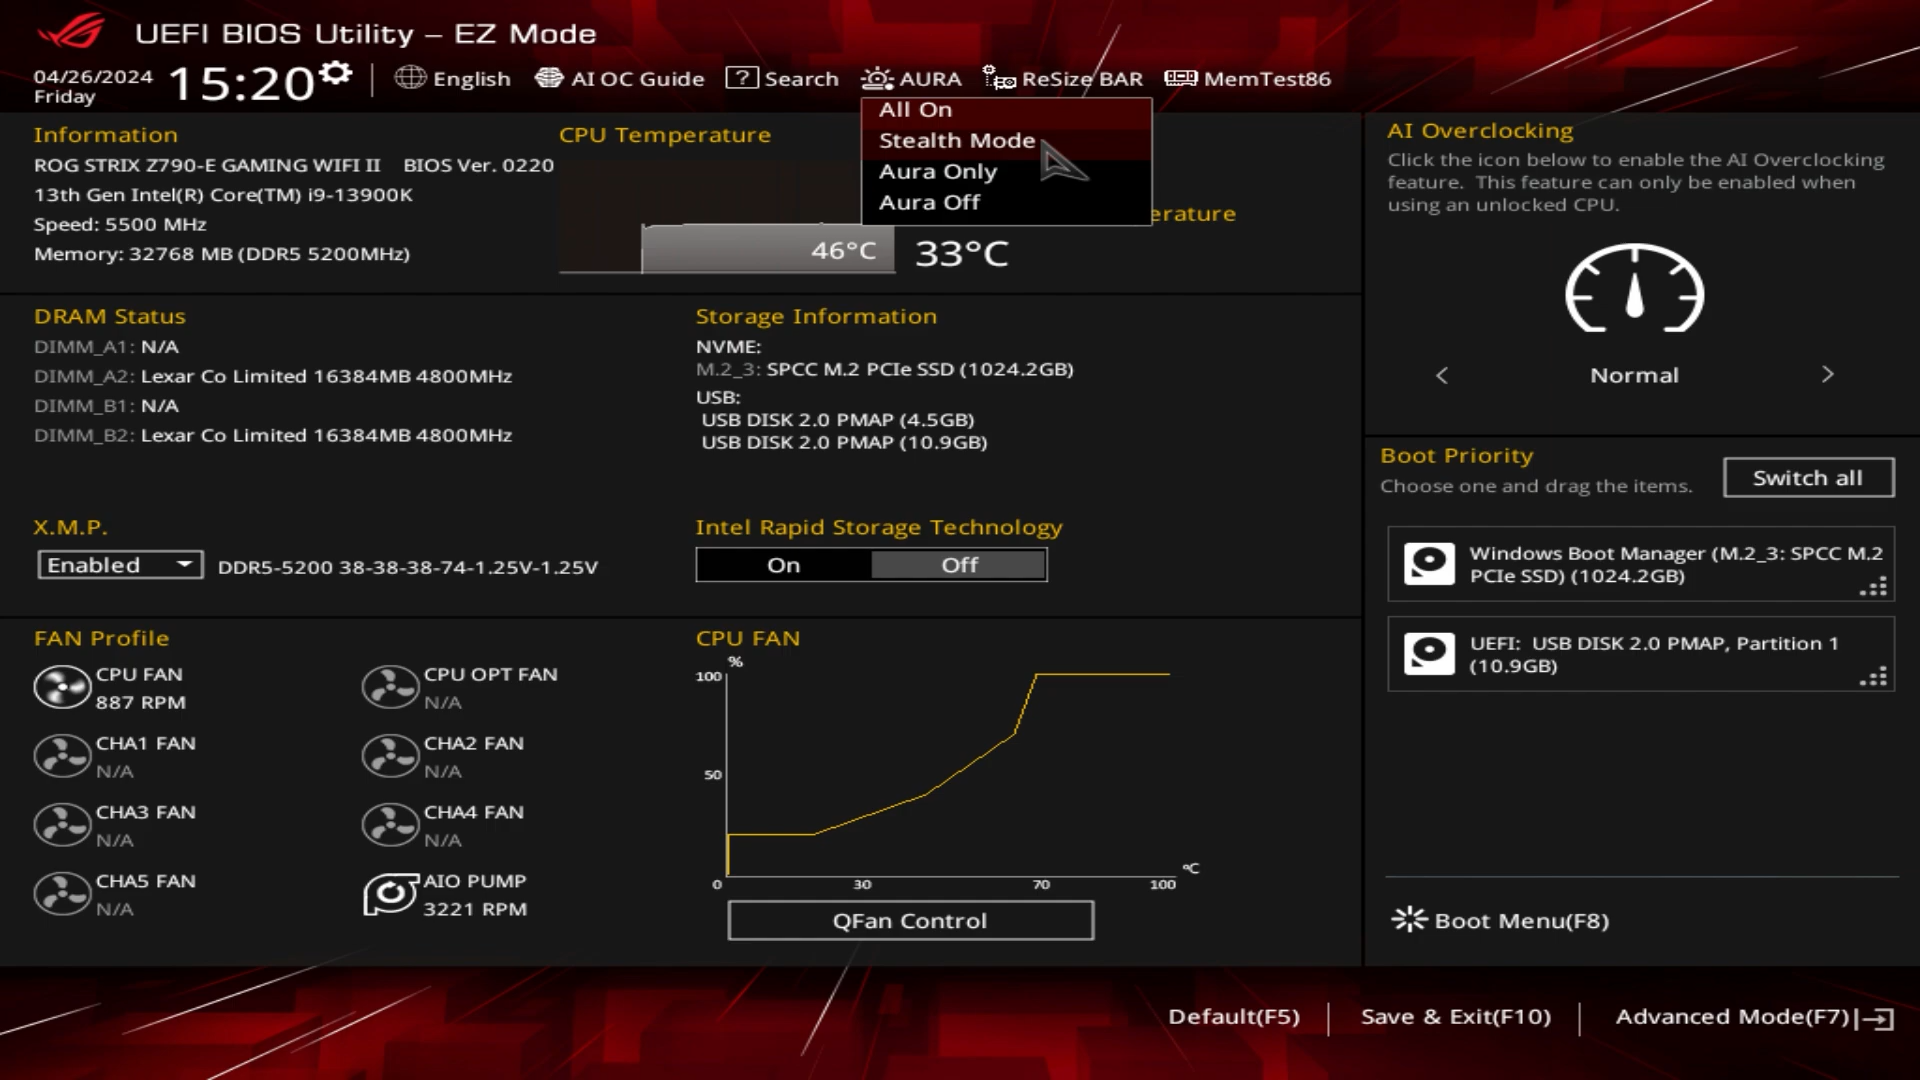 UEFI BIOS Utility – EZ Mode
04/26/2024
Friday
15:20
English
AI OC Guide
? Search
AURA
ReSize BAR
MemTest86
All On
Stealth Mode
Aura Only
Aura Off
Information
ROG STRIX Z790-E GAMING WIFI II BIOS Ver. 0220
13th Gen Intel(R) Core(TM) i9-13900K
Speed: 5500 MHz
Memory: 32768 MB (DDR5 5200MHz)
CPU Temperature
46°C
erature
33°C
DRAM Status
DIMM_A1: N/A
DIMM_A2: Lexar Co Limited 16384MB 4800MHz
DIMM_B1: N/A
DIMM_B2: Lexar Co Limited 16384MB 4800MHz
Storage Information
NVME:
M.2_3: SPCC M.2 PCIe SSD (1024.2GB)
USB:
USB DISK 2.0 PMAP (4.5GB)
USB DISK 2.0 PMAP (10.9GB)
X.M.P.
Enabled
DDR5-5200 38-38-38-74-1.25V-1.25V
Intel Rapid Storage Technology
On
Off
FAN Profile
CPU FAN
887 RPM
CPU OPT FAN
N/A
CHA1 FAN
N/A
CHA2 FAN
N/A
CHA3 FAN
N/A
CHA4 FAN
N/A
CHA5 FAN
N/A
AIO PUMP
3221 RPM
CPU FAN
%
100
50
0
30
70
100
°C
QFan Control
AI Overclocking
Click the icon below to enable the AI Overclocking
feature. This feature can only be enabled when
using an unlocked CPU.
Normal
Boot Priority
Choose one and drag the items.
Switch all
Windows Boot Manager (M.2_3: SPCC M.2
PCIe SSD) (1024.2GB)
UEFI: USB DISK 2.0 PMAP, Partition 1
(10.9GB)
Boot Menu(F8)
Default(F5)
Save & Exit(F10)
Advanced Mode(F7)